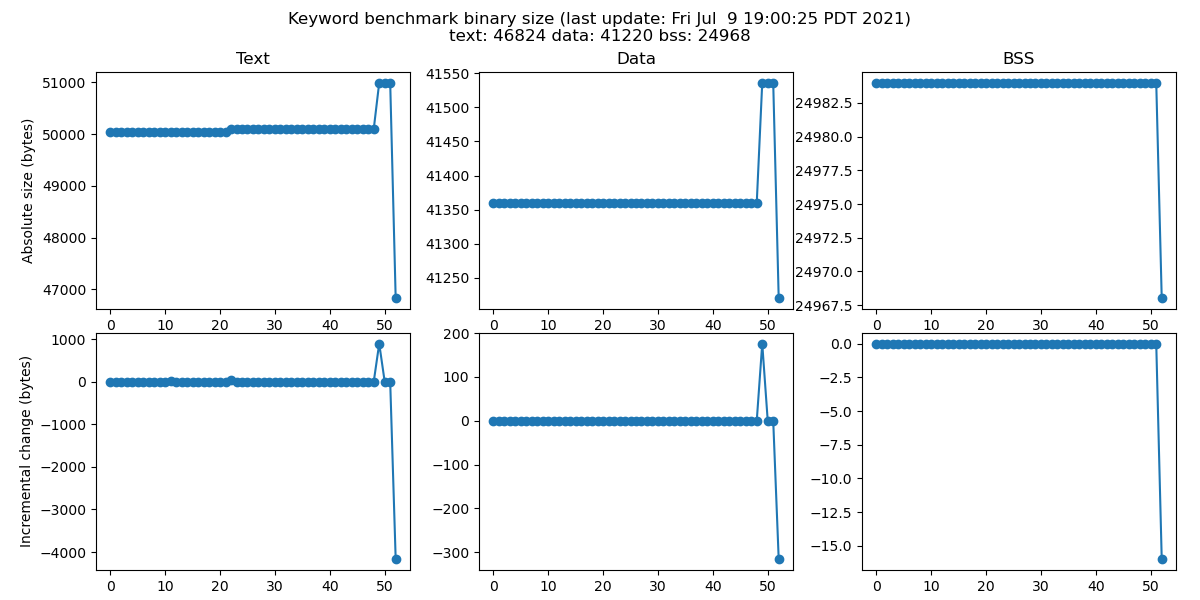 Keyword benchmark binary size (last update: Fri Jul  9 19:00:25 PDT 2021)
text: 46824 data: 41220 bss: 24968
Text
Data
BSS
Absolute size (bytes)
51000
50000
49000
48000
47000
0 10 20 30 40 50
41550
41500
41450
41400
41350
41300
41250
0 10 20 30 40 50
24982.5
24980.0
24977.5
24975.0
24972.5
24970.0
24967.5
0 10 20 30 40 50
Incremental change (bytes)
1000
0
−1000
−2000
−3000
−4000
0 10 20 30 40 50
200
100
0
−100
−200
−300
0 10 20 30 40 50
0.0
−2.5
−5.0
−7.5
−10.0
−12.5
−15.0
0 10 20 30 40 50